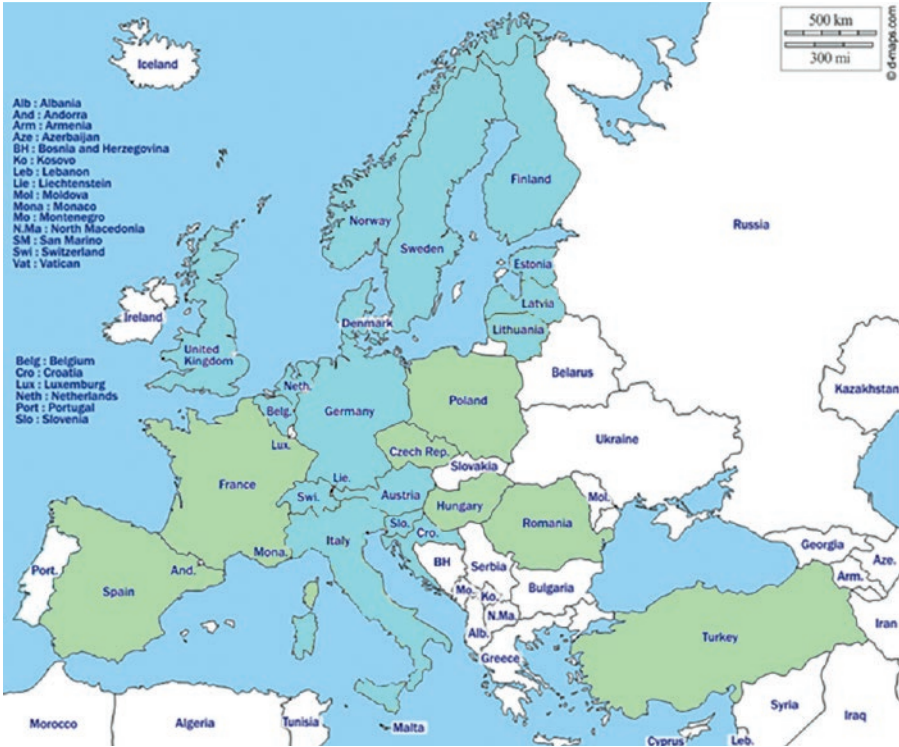 500 km
300 mi
© d-maps.com
Iceland
Alb : Albania
And : Andorra
Arm : Armenia
Aze : Azerbaijan
BH : Bosnia and Herzegovina
Ko : Kosovo
Leb : Lebanon
Lie : Liechtenstein
Mol : Moldova
Mona : Monaco
Mo : Montenegro
N.Ma : North Macedonia
SM : San Marino
Swi : Switzerland
Vat : Vatican
Finland
Norway
Sweden
Russia
Estonia
Latvia
Lithuania
Ireland
Denmark
United
Kingdom
Belg : Belgium
Cro : Croatia
Lux : Luxemburg
Neth : Netherlands
Port : Portugal
Slo : Slovenia
Neth.
Belg.
Germany
Poland
Belarus
Kazakhstan
Lux.
Czech Rep.
Slovakia
Ukraine
France
Lie.
Swi.
Austria
Hungary
Mol.
Romania
Slo.
Cro.
Italy
Mona.
And.
Port.
Spain
BH
Serbia
Bulgaria
Mo.
Ko.
N.Ma.
Alb.
Greece
Georgia
Aze.
Arm.
Turkey
Iran
Morocco
Algeria
Tunisia
Malta
Cyprus
Leb.
Syria
Iraq